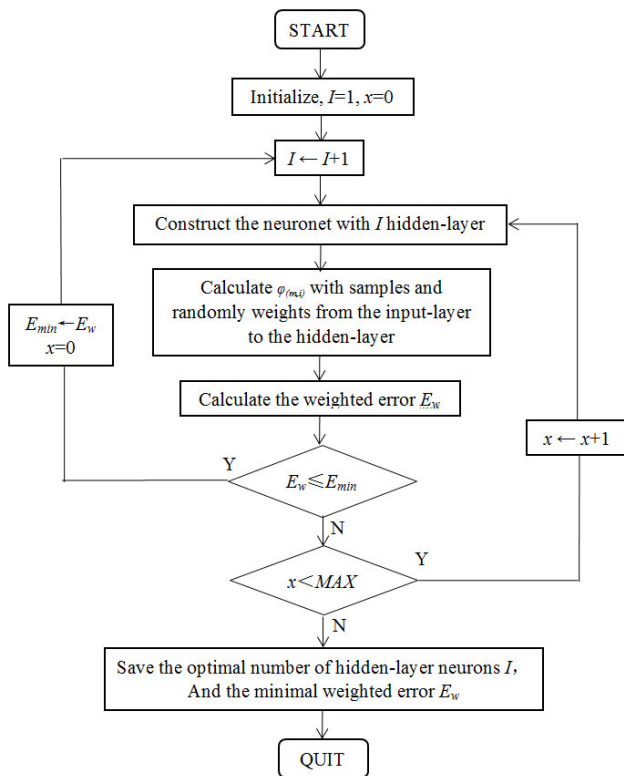 START
Initialize, I=1, x=0
I ← I+1
Construct the neuronet with I hidden-layer
Calculate φ(m,i) with samples and
randomly weights from the input-layer
to the hidden-layer
Emin←Ew
x=0
Calculate the weighted error Ew
x ← x+1
Y
Ew≤Emin
N
Y
x<MAX
N
Save the optimal number of hidden-layer neurons I,
And the minimal weighted error Ew
QUIT